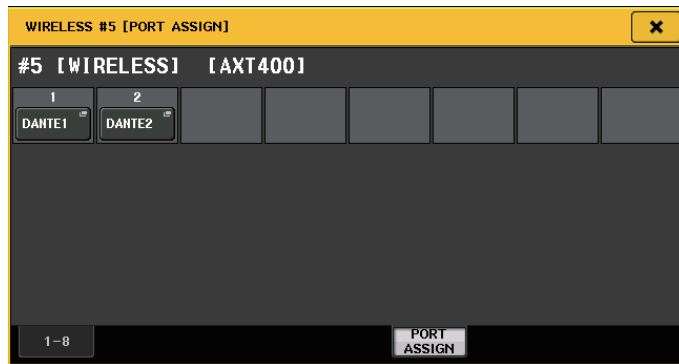 WIRELESS #5 [PORT ASSIGN]
#5 [WIRELESS] [AXT400]
1 2
DANTE1 DANTE2
1-8
PORT
ASSIGN